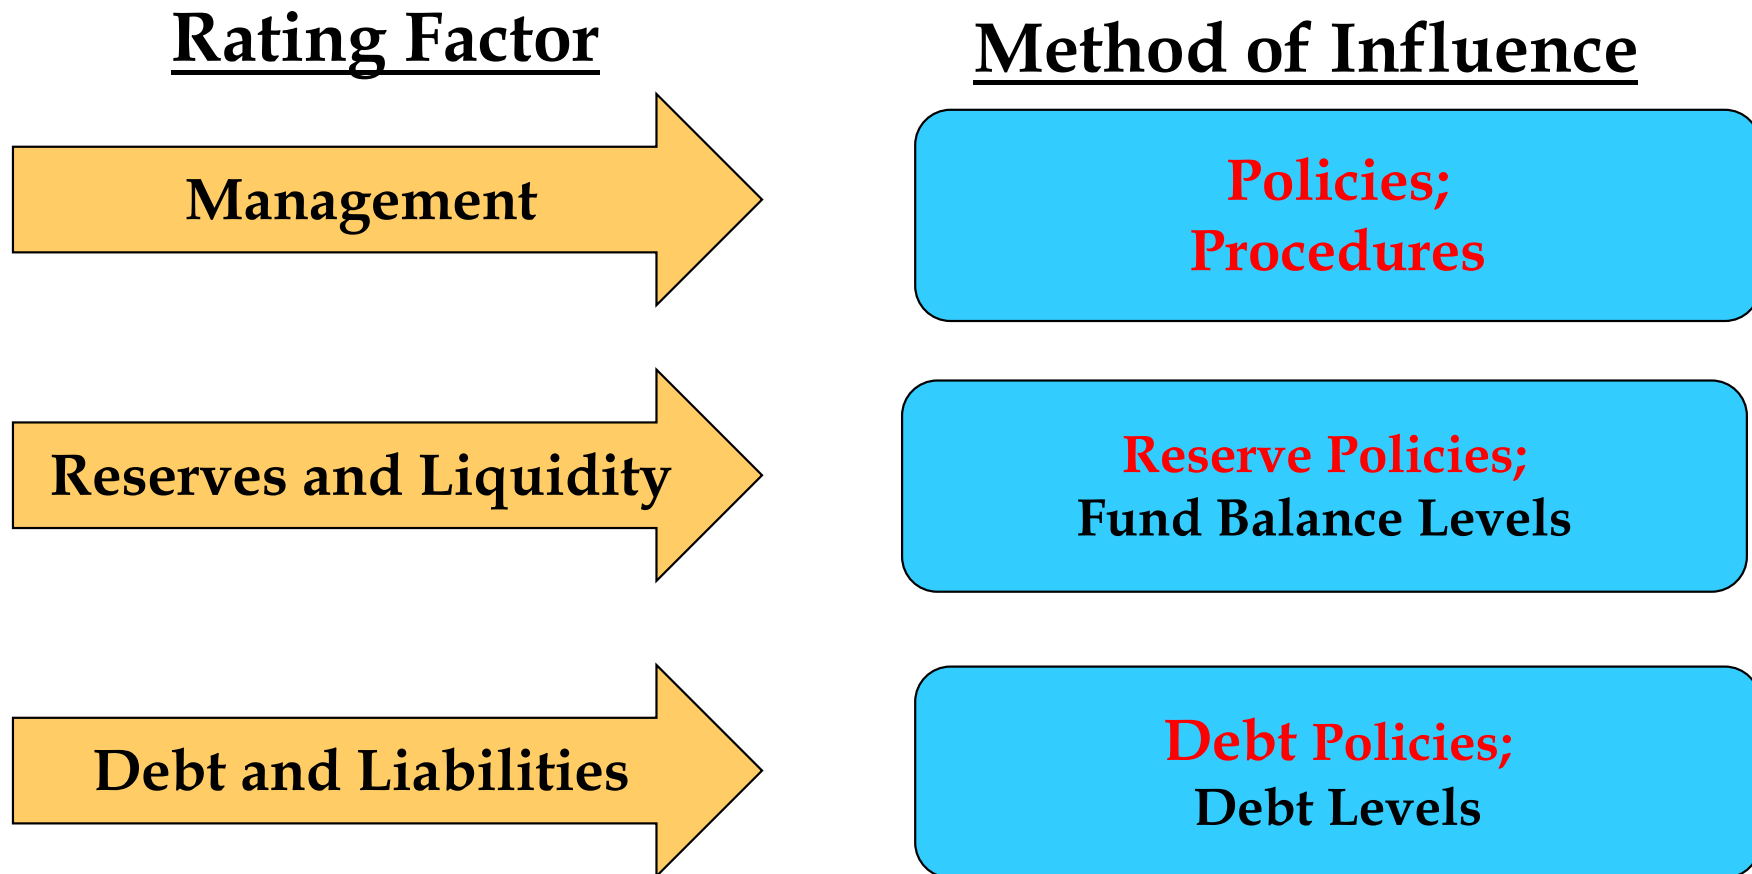 Rating Factor
Method of Influence
Management
Policies;
Procedures
Reserves and Liquidity
Reserve Policies;
Fund Balance Levels
Debt and Liabilities
Debt Policies;
Debt Levels